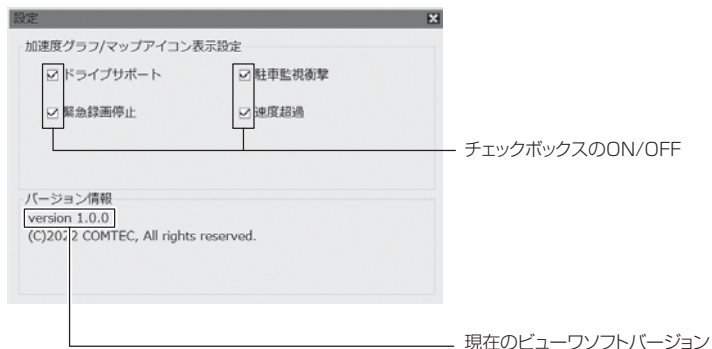 設定
加速度グラフ/マップアイコン表示設定
ドライブサポート
駐車監視衝撃
緊急録画停止
速度超過
チェックボックスのON/OFF
バージョン情報
version 1.0.0
(C)2022 COMTEC, All rights reserved.
現在のビューワソフトバージョン